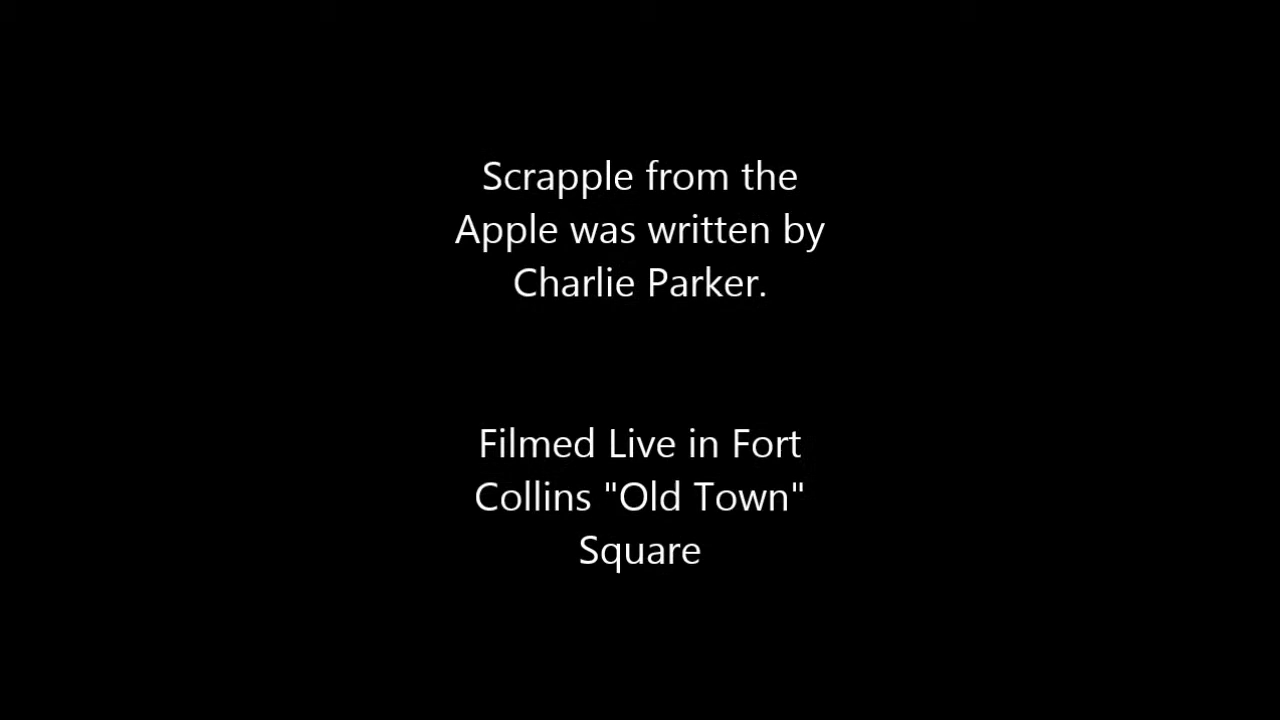 Scrapple from the
Apple was written by
Charlie Parker.
Filmed Live in Fort
Collins "Old Town"
Square